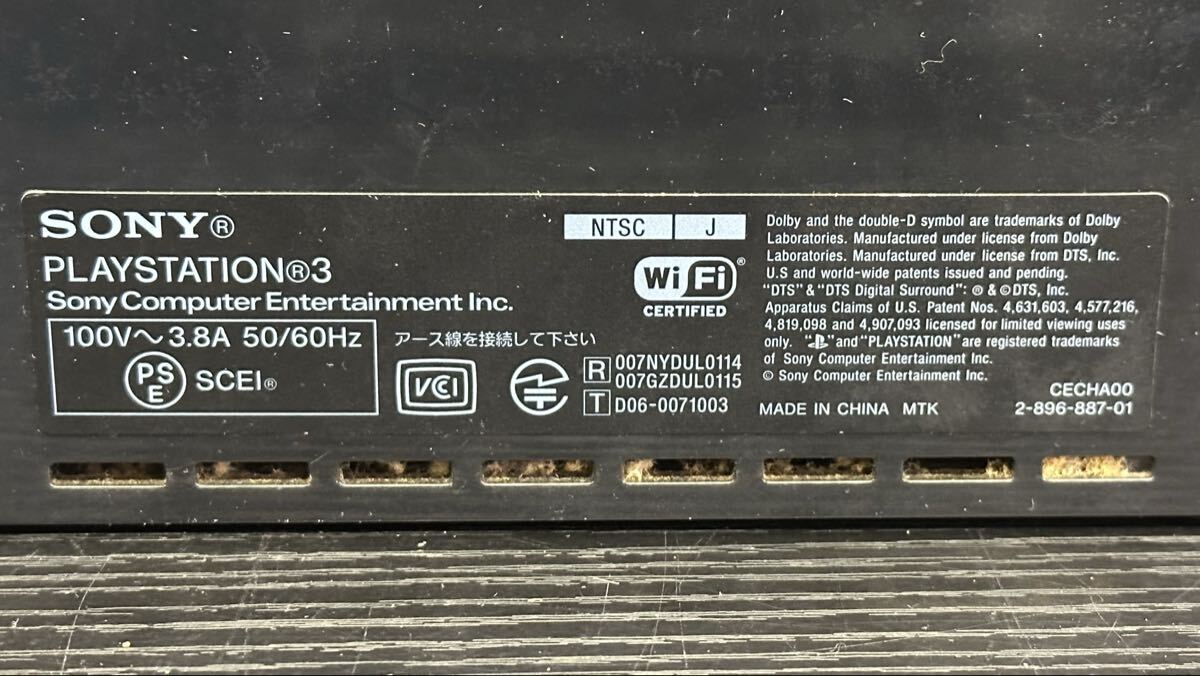 SONY®
PLAYSTATION®3
Sony Computer Entertainment Inc.
100V～3.8A 50/60Hz
PSE SCEI®
NTSC J
Wi Fi®
CERTIFIED
アース線を接続して下さい
VCCI
R 007NYDUL0114
007GZDUL0115
T D06-0071003
Dolby and the double-D symbol are trademarks of Dolby
Laboratories. Manufactured under license from Dolby
Laboratories. Manufactured under license from DTS, Inc.
U.S and world-wide patents issued and pending.
"DTS" & "DTS Digital Surround": ® & © DTS, Inc.
Apparatus Claims of U.S. Patent Nos. 4,631,603, 4,577,216,
4,819,098 and 4,907,093 licensed for limited viewing uses
only. "PS" and "PLAYSTATION" are registered trademarks
of Sony Computer Entertainment Inc.
© Sony Computer Entertainment Inc.
CECHA00
MADE IN CHINA MTK 2-896-887-01